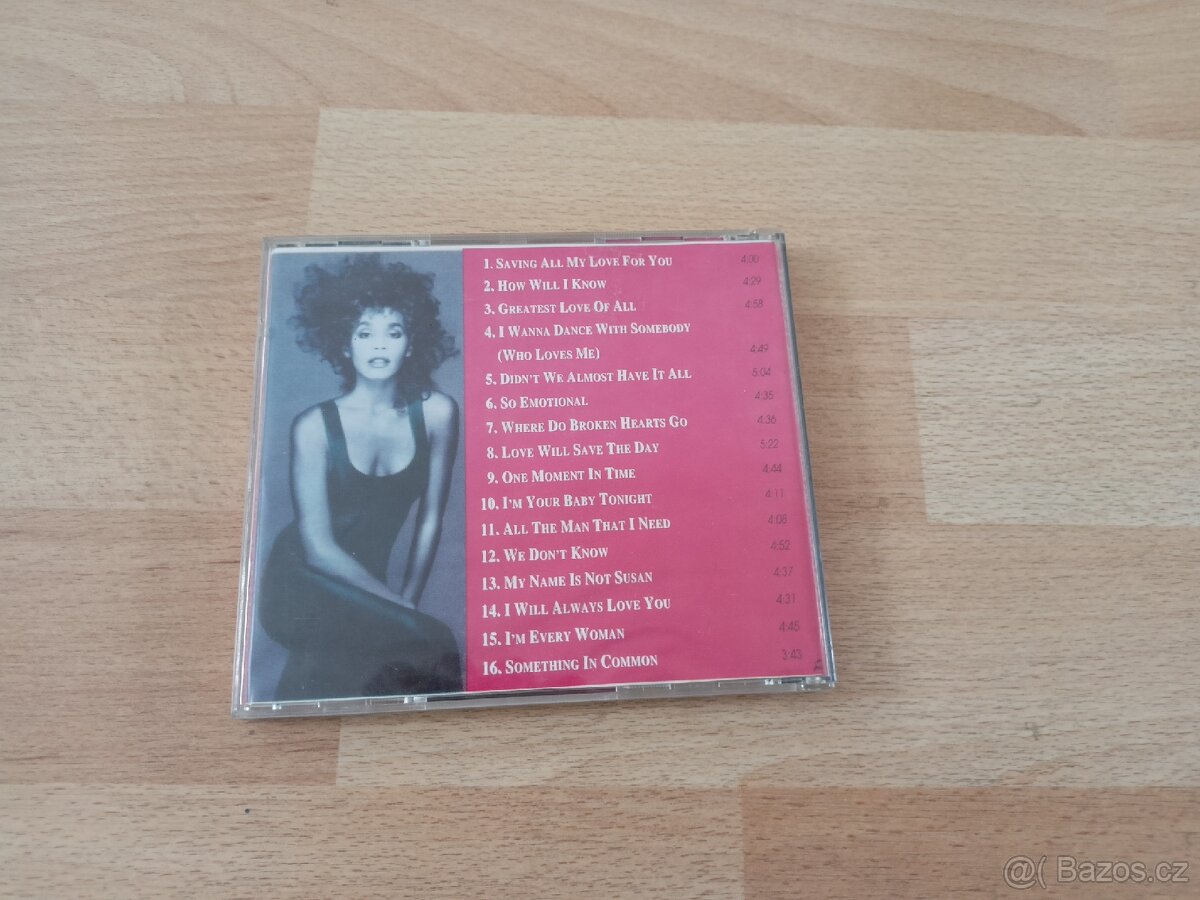 1. SAVING ALL MY LOVE FOR YOU 4:00
2. HOW WILL I KNOW 4:29
3. GREATEST LOVE OF ALL 4:58
4. I WANNA DANCE WITH SOMEBODY
(WHO LOVES ME) 4:49
5. DIDN'T WE ALMOST HAVE IT ALL 5:04
6. SO EMOTIONAL 4:35
7. WHERE DO BROKEN HEARTS GO 4:36
8. LOVE WILL SAVE THE DAY 5:22
9. ONE MOMENT IN TIME 4:44
10. I'M YOUR BABY TONIGHT 4:11
11. ALL THE MAN THAT I NEED 4:08
12. WE DON'T KNOW 4:52
13. MY NAME IS NOT SUSAN 4:37
14. I WILL ALWAYS LOVE YOU 4:31
15. I'M EVERY WOMAN 4:45
16. SOMETHING IN COMMON 3:43
@( Bazos.cz